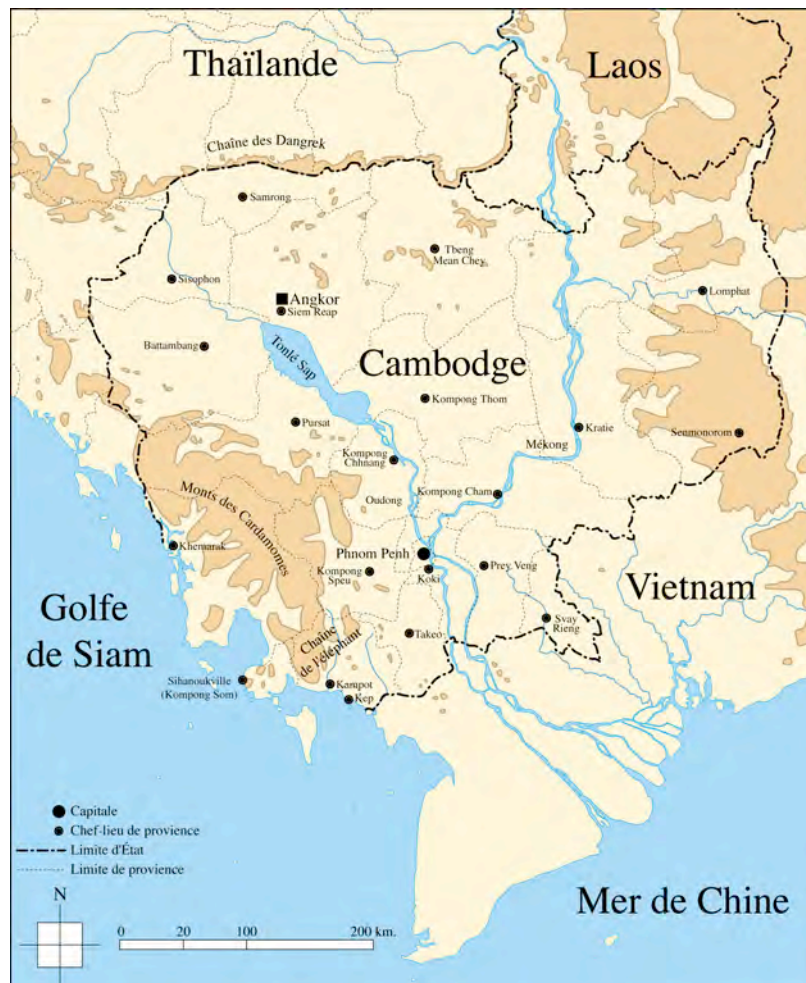 Thaïlande
Laos
Chaîne des Dangrek
Samrong
Tbeng
Mean Chey
Sisophon
Angkor
Siem Reap
Lomphat
Battambang
Tonlé Sap
Cambodge
Kompong Thom
Pursat
Kratie
Senmonorom
Mékong
Kompong
Chhnang
Monts des Cardamomes
Oudong
Kompong Cham
Khemarak
Phnom Penh
Kompong
Speu
Koki
Prey Veng
Vietnam
Golfe
de Siam
Svay
Rieng
Takeo
Chaîne
de l'éléphant
Sihanoukville
(Kompong Som)
Kampot
Kep
Capitale
Chef-lieu de provience
Limite d'État
Limite de provience
N
Mer de Chine
0 20 100 200 km.